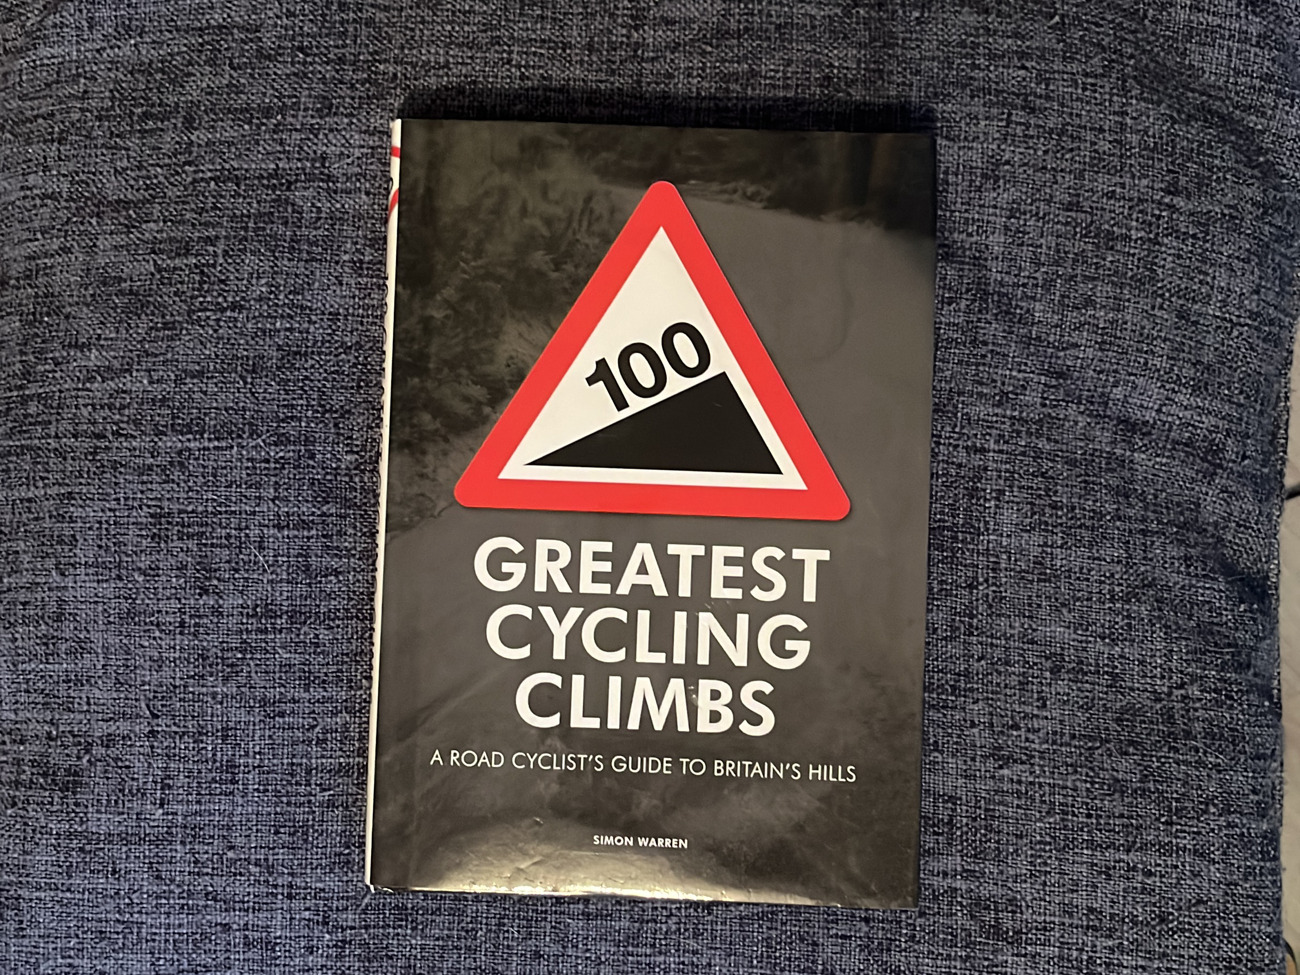 100
GREATEST
CYCLING
CLIMBS
A ROAD CYCLIST'S GUIDE TO BRITAIN'S HILLS
SIMON WARREN